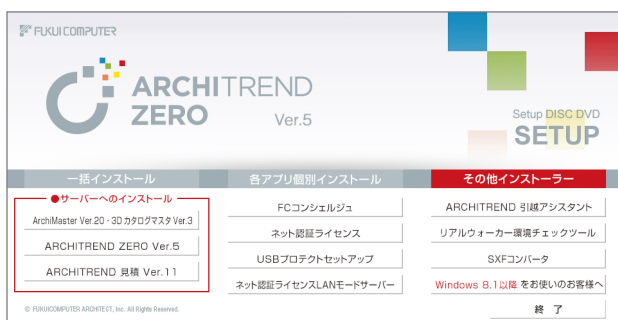 FUKUI COMPUTER
ARCHITREND
ZERO Ver.5
Setup DISC DVD
SETUP
一括インストール
各アプリ個別インストール
その他インストーラー
●サーバーへのインストール
ArchiMaster Ver.20・3Dカタログマスタ Ver.3
ARCHITREND ZERO Ver.5
ARCHITREND 見積 Ver.11
FCコンシェルジュ
ネット認証ライセンス
USBプロテクトセットアップ
ネット認証ライセンスLANモードサーバー
ARCHITREND 引越アシスタント
リアルウォーカー環境チェックツール
SXFコンバータ
Windows 8.1以降 をお使いのお客様へ
終 了
© FUKUICOMPUTER ARCHITECT, Inc. All Rights Reserved.